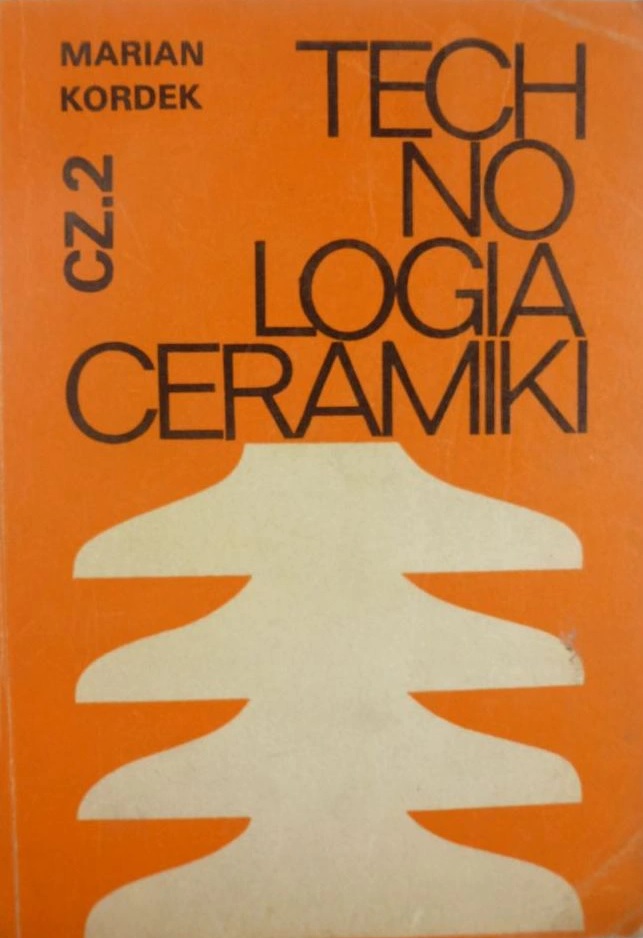 MARIAN
KORDEK
CZ.2
TECH
NO
LOGIA
CERAMIKI